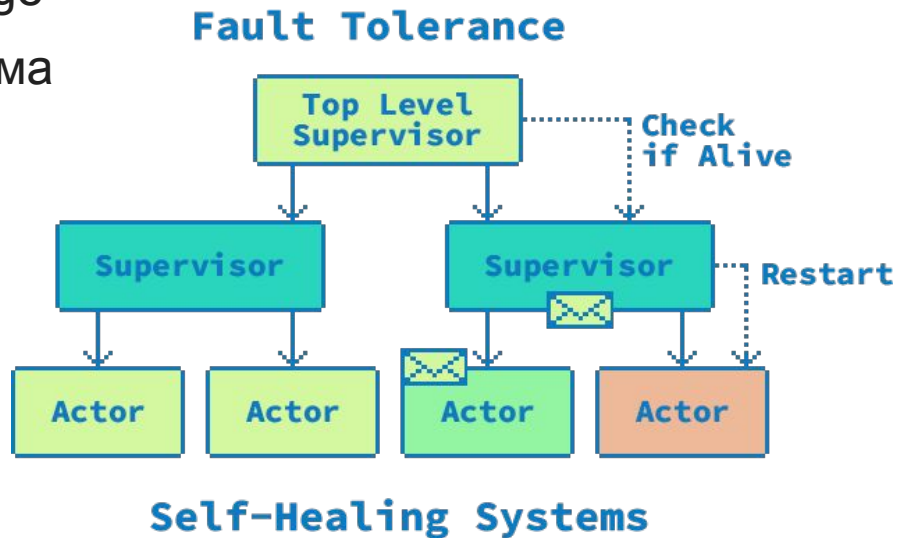 Fault Tolerance
Top Level
Supervisor
Check
if Alive
Supervisor
Supervisor
Restart
Actor
Actor
Actor
Actor
Self-Healing Systems